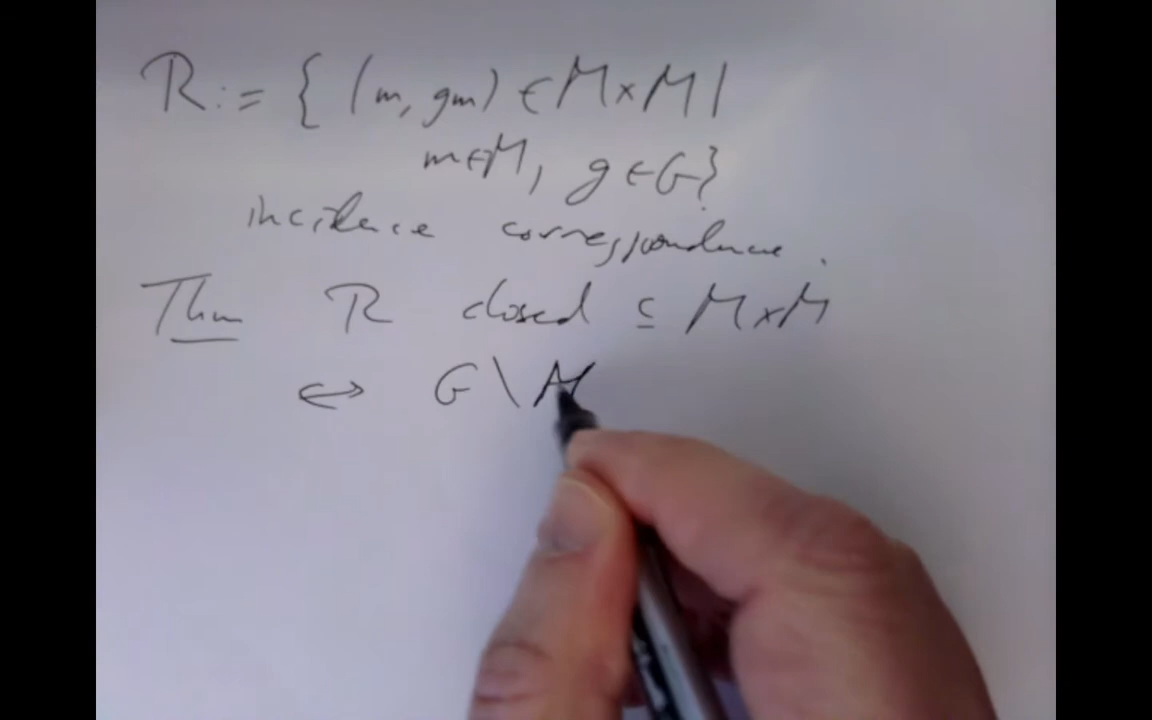 R := { (m, gm) ∈ M × M |
m ∈ M, g ∈ G }
incidence correspondence.
Thm R closed ⊆ M × M
⇔ G \ M